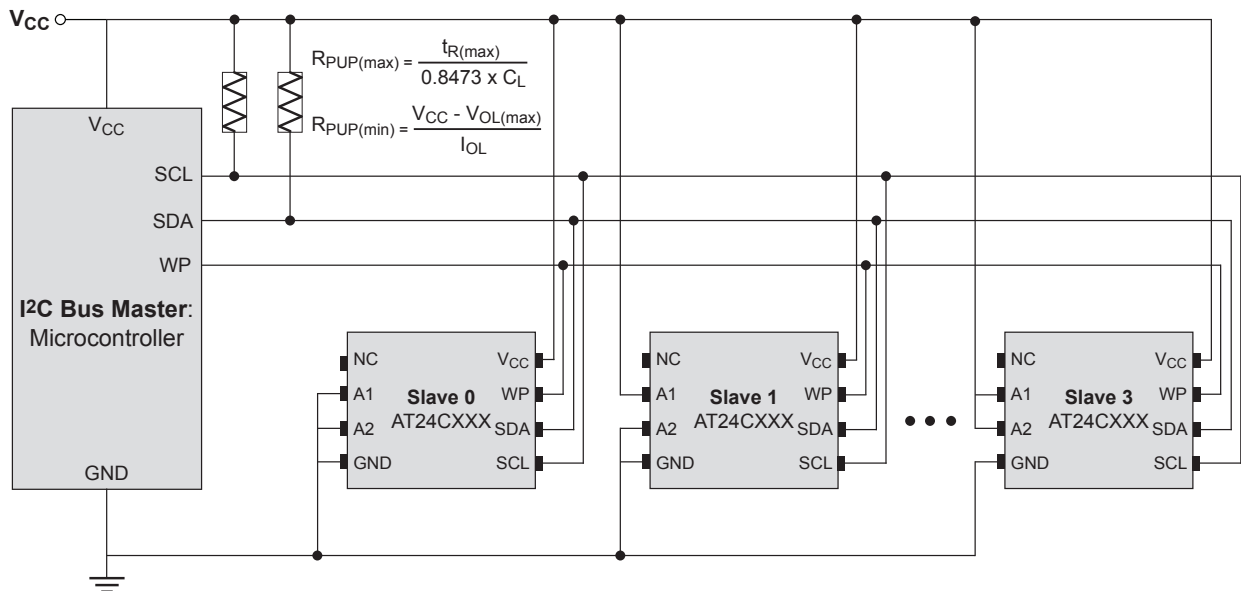 VCC
RPUP(max) = tR(max) / 0.8473 x CL
RPUP(min) = VCC - VOL(max) / IOL
VCC
SCL
SDA
WP
I2C Bus Master:
Microcontroller
GND
NC
A1
A2
GND
Slave 0
AT24CXXX
VCC
WP
SDA
SCL
NC
A1
A2
GND
Slave 1
AT24CXXX
VCC
WP
SDA
SCL
NC
A1
A2
GND
Slave 3
AT24CXXX
VCC
WP
SDA
SCL